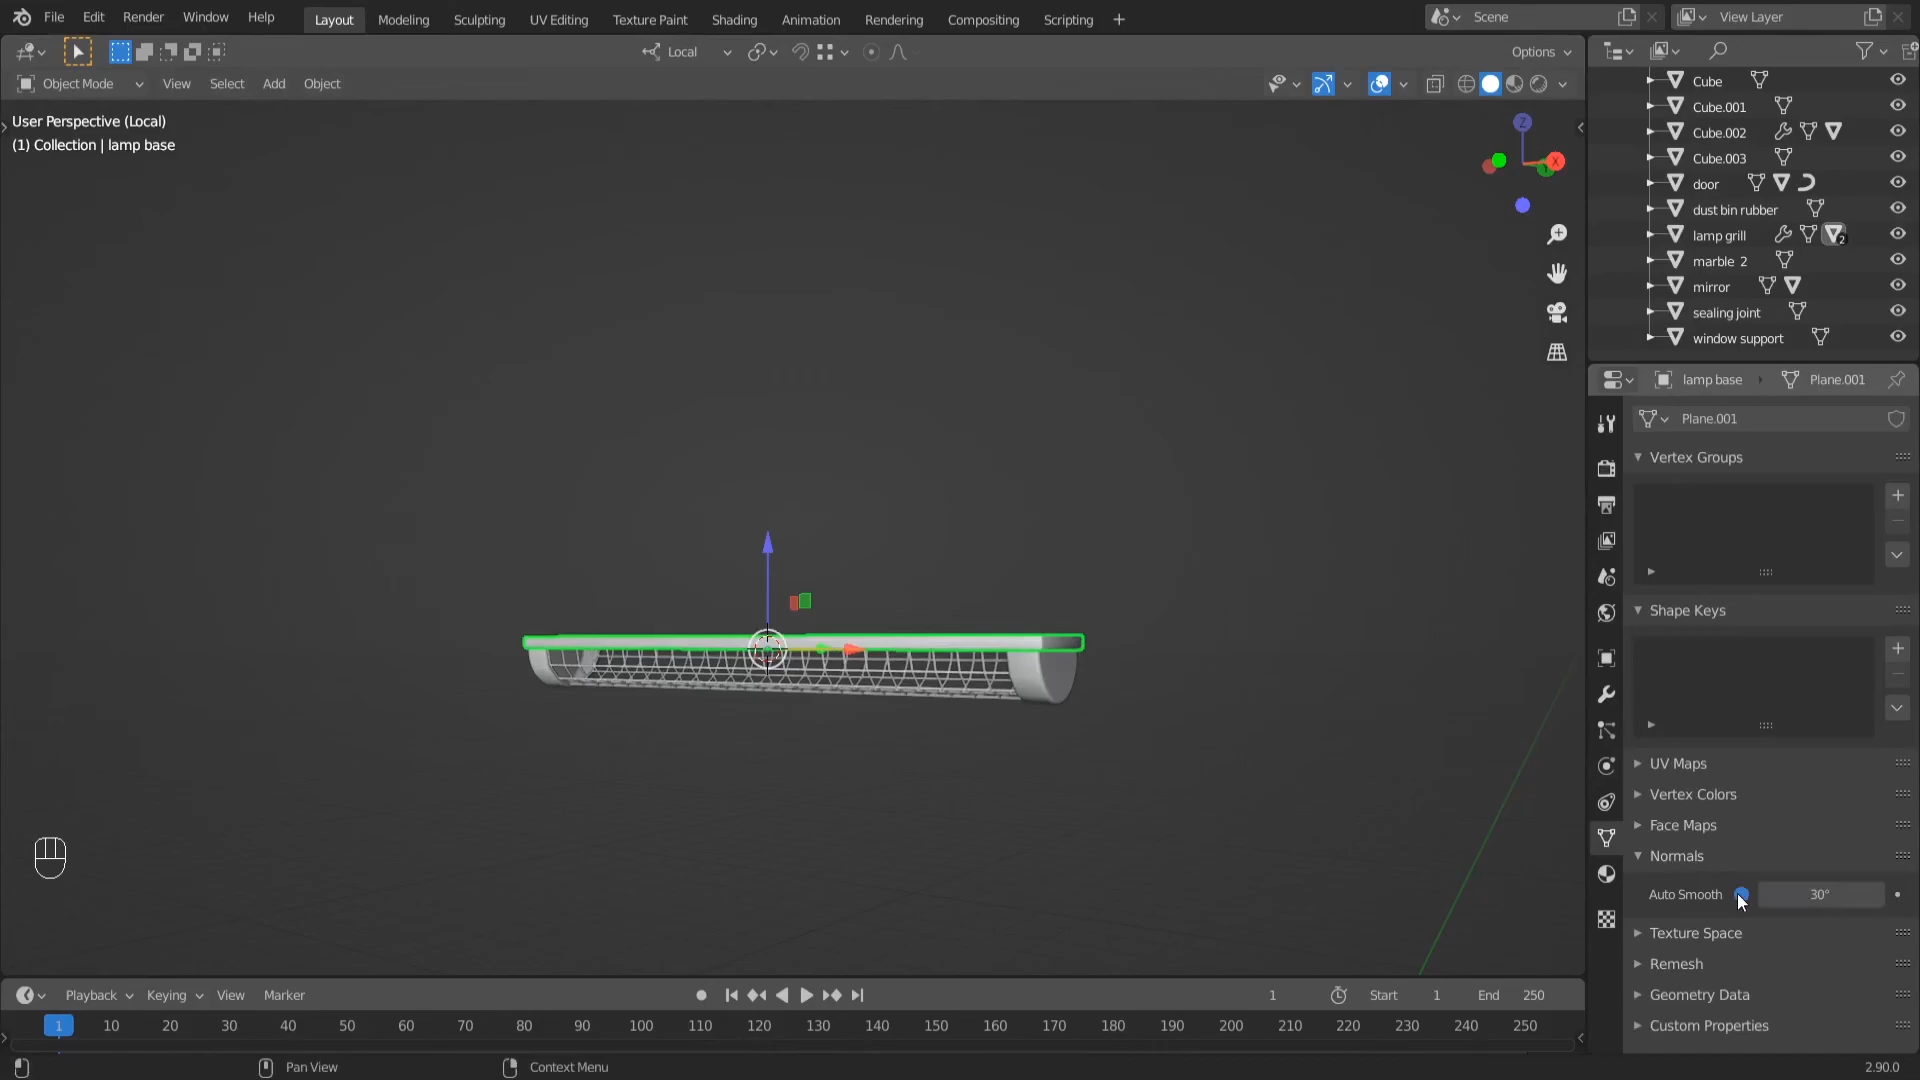 File Edit Render Window Help Layout Modeling Sculpting UV Editing Texture Paint Shading Animation Rendering Compositing Scripting + Scene View Layer
Local Options
Object Mode View Select Add Object
User Perspective (Local)
(1) Collection | lamp base
Z
X
Cube
Cube.001
Cube.002
Cube.003
door
dust bin rubber
lamp grill 2
marble 2
mirror
sealing joint
window support
lamp base Plane.001
Plane.001
Vertex Groups
Shape Keys
UV Maps
Vertex Colors
Face Maps
Normals
Auto Smooth 30°
Texture Space
Remesh
Geometry Data
Custom Properties
Playback Keying View Marker 1 Start 1 End 250
1 10 20 30 40 50 60 70 80 90 100 110 120 130 140 150 160 170 180 190 200 210 220 230 240 250
Pan View Context Menu 2.90.0